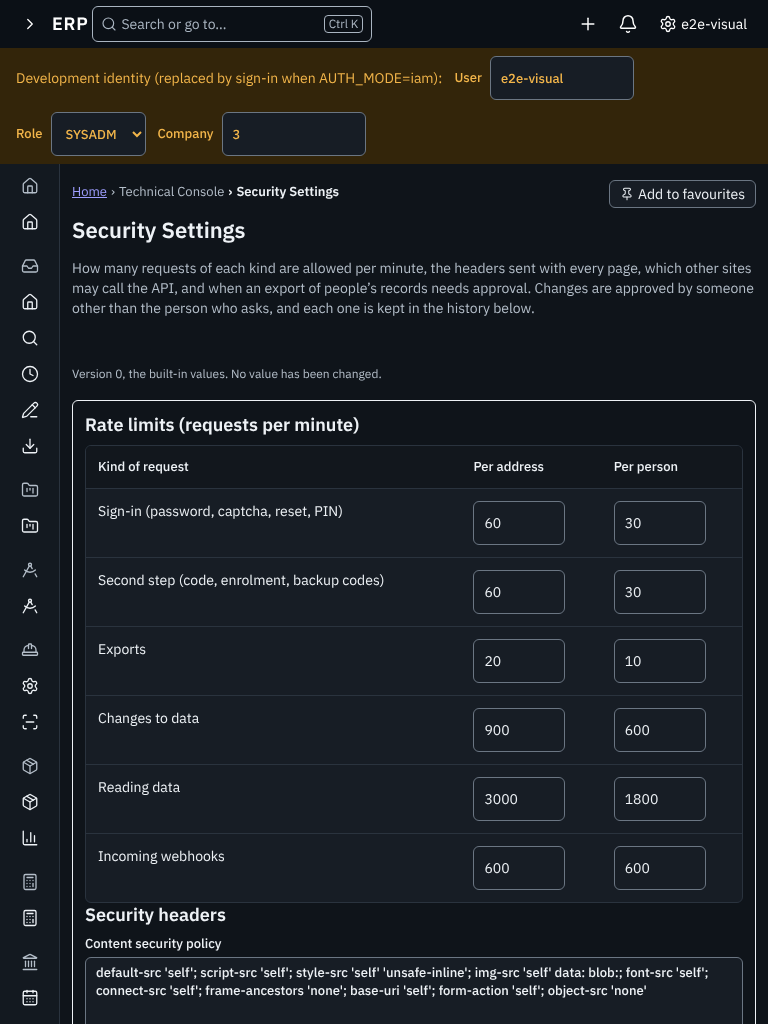 ERP
Search or go to...
Ctrl K
e2e-visual
Development identity (replaced by sign-in when AUTH_MODE=iam):
User
e2e-visual
Role
SYSADM
Company
3
Home › Technical Console › Security Settings
Add to favourites
Security Settings
How many requests of each kind are allowed per minute, the headers sent with every page, which other sites
may call the API, and when an export of people’s records needs approval. Changes are approved by someone
other than the person who asks, and each one is kept in the history below.
Version 0, the built-in values. No value has been changed.
Rate limits (requests per minute)
Kind of request Per address Per person
Sign-in (password, captcha, reset, PIN) 60 30
Second step (code, enrolment, backup codes) 60 30
Exports 20 10
Changes to data 900 600
Reading data 3000 1800
Incoming webhooks 600 600
Security headers
Content security policy
default-src 'self'; script-src 'self'; style-src 'self' 'unsafe-inline'; img-src 'self' data: blob:; font-src 'self';
connect-src 'self'; frame-ancestors 'none'; base-uri 'self'; form-action 'self'; object-src 'none'